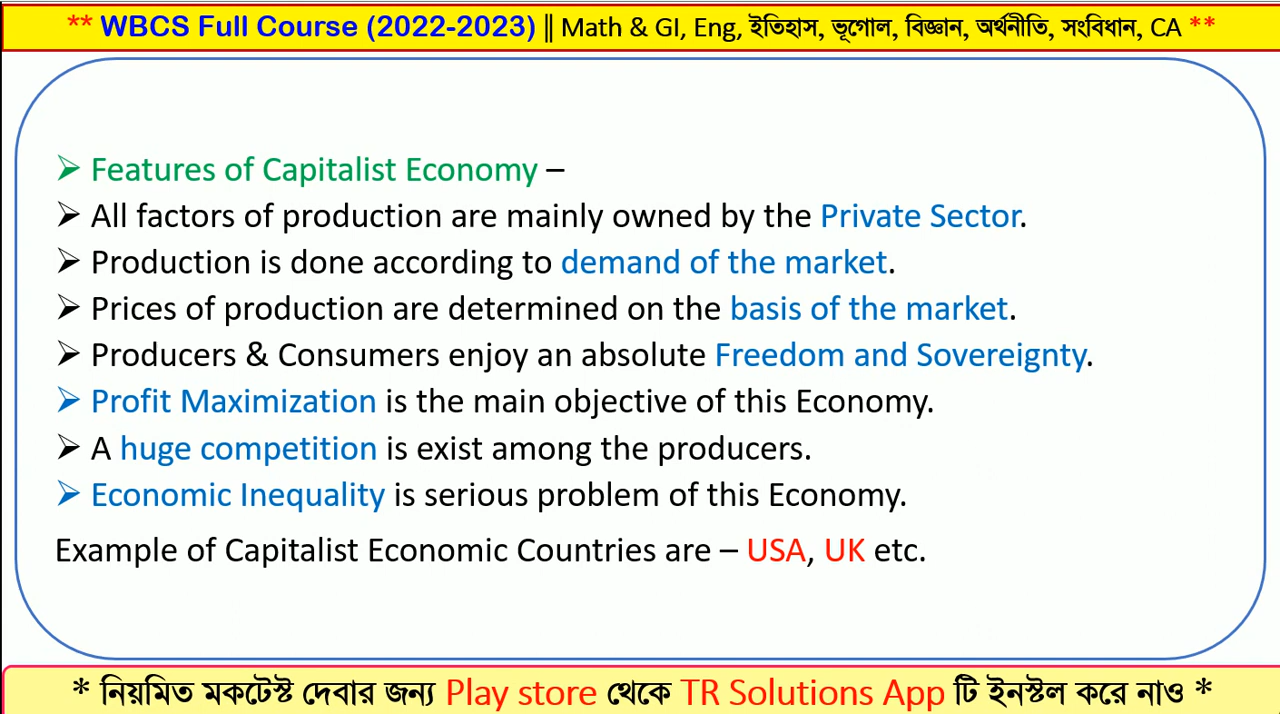 ** WBCS Full Course (2022-2023) || Math & GI, Eng, ইতিহাস, ভূগোল, বিজ্ঞান, অর্থনীতি, সংবিধান, CA **
➢ Features of Capitalist Economy –
➢ All factors of production are mainly owned by the Private Sector.
➢ Production is done according to demand of the market.
➢ Prices of production are determined on the basis of the market.
➢ Producers & Consumers enjoy an absolute Freedom and Sovereignty.
➢ Profit Maximization is the main objective of this Economy.
➢ A huge competition is exist among the producers.
➢ Economic Inequality is serious problem of this Economy.
Example of Capitalist Economic Countries are – USA, UK etc.
* নিয়মিত মকটেস্ট দেবার জন্য Play store থেকে TR Solutions App টি ইনস্টল করে নাও *